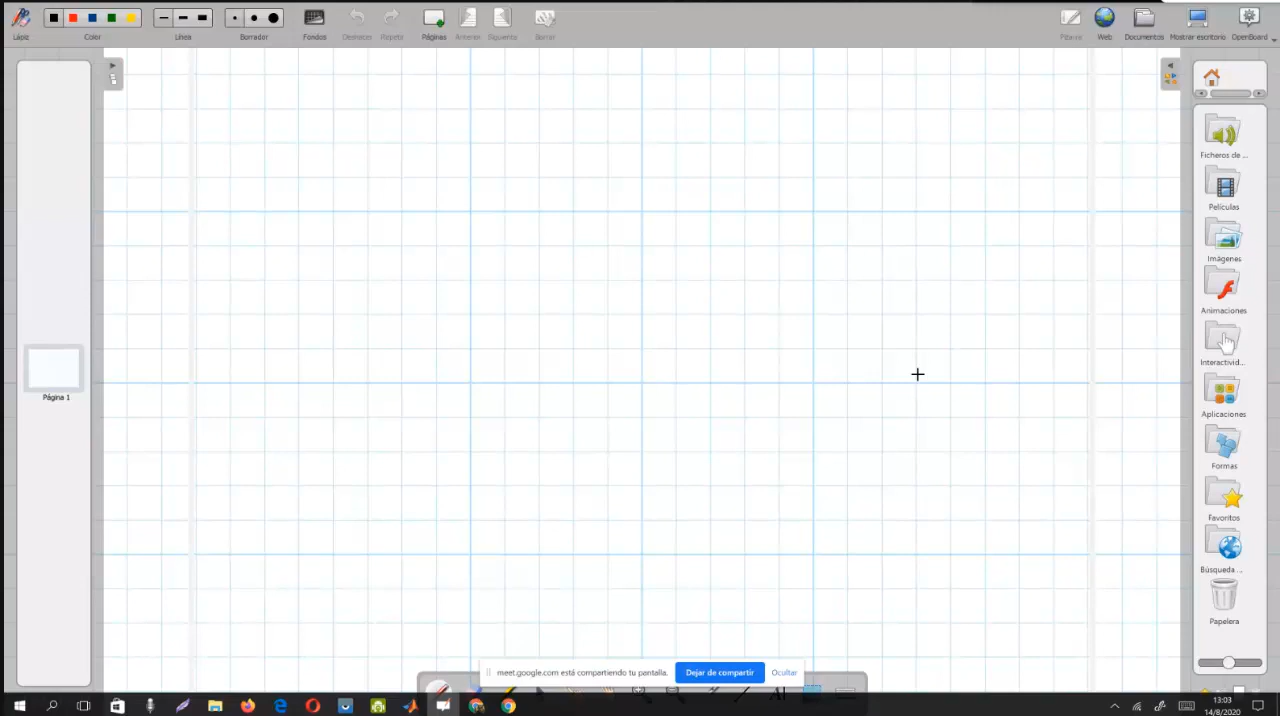 Lápiz
Color
Línea
Borrador
Fondos
Deshacer
Repetir
Páginas
Anterior
Siguiente
Borrar
Pizarra
Web
Documentos
Mostrar escritorio
OpenBoard
Página 1
Ficheros de ...
Películas
Imágenes
Animaciones
Interactivid...
Aplicaciones
Formas
Favoritos
Búsqueda ...
Papelera
meet.google.com está compartiendo tu pantalla.
Dejar de compartir
Ocultar
13:03
14/8/2020